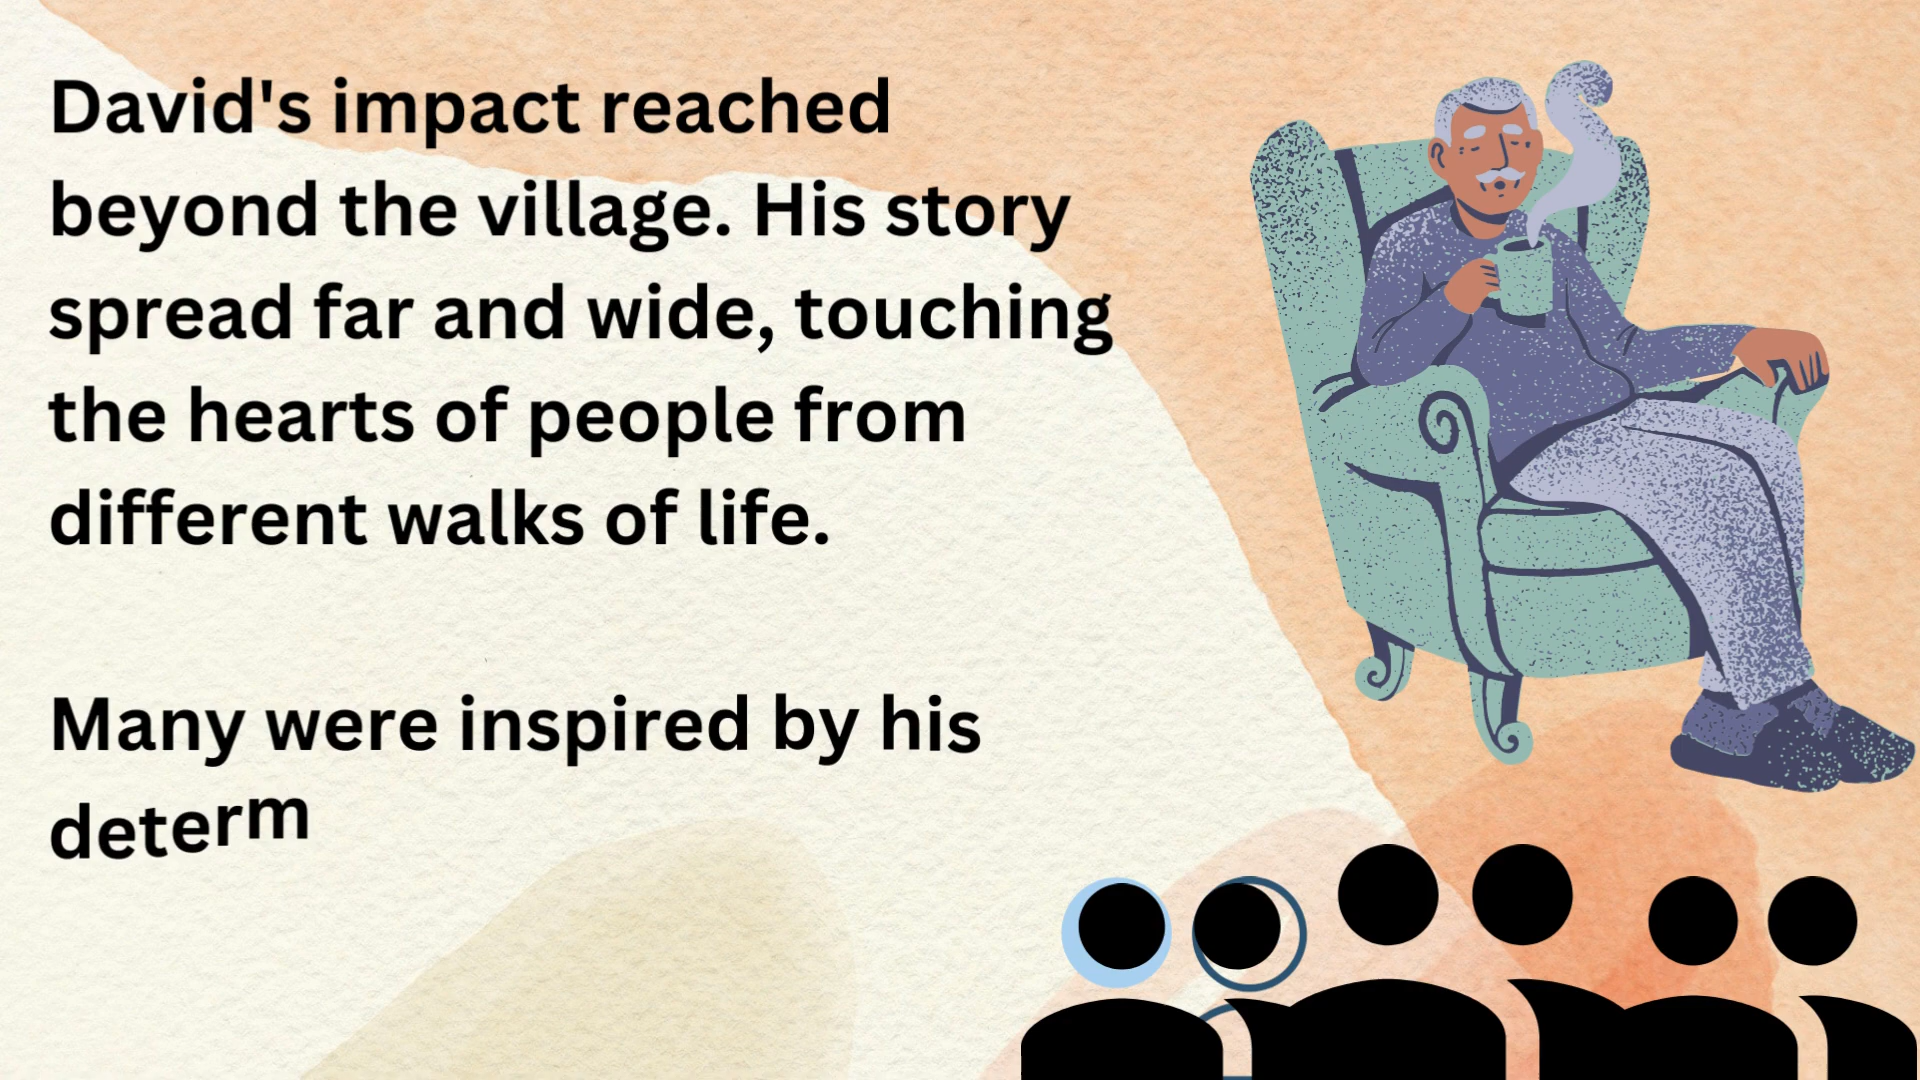 David's impact reached
beyond the village. His story
spread far and wide, touching
the hearts of people from
different walks of life.
Many were inspired by his
determ